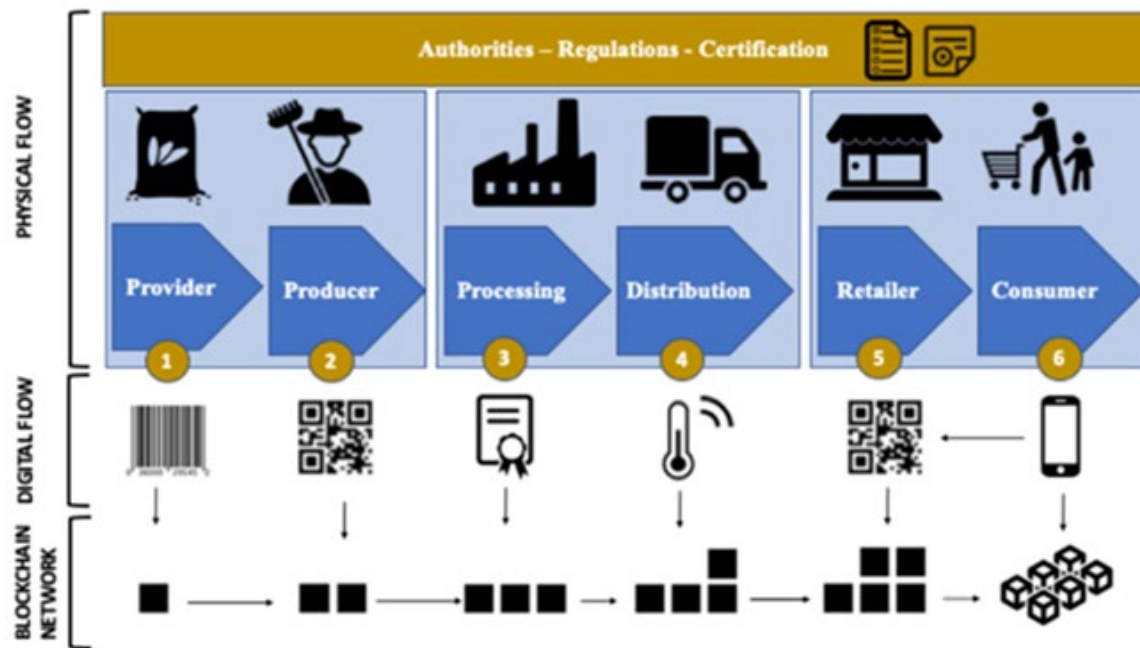 Authorities – Regulations - Certification
PHYSICAL FLOW
Provider
Producer
Processing
Distribution
Retailer
Consumer
1
2
3
4
5
6
DIGITAL FLOW
BLOCKCHAIN
NETWORK